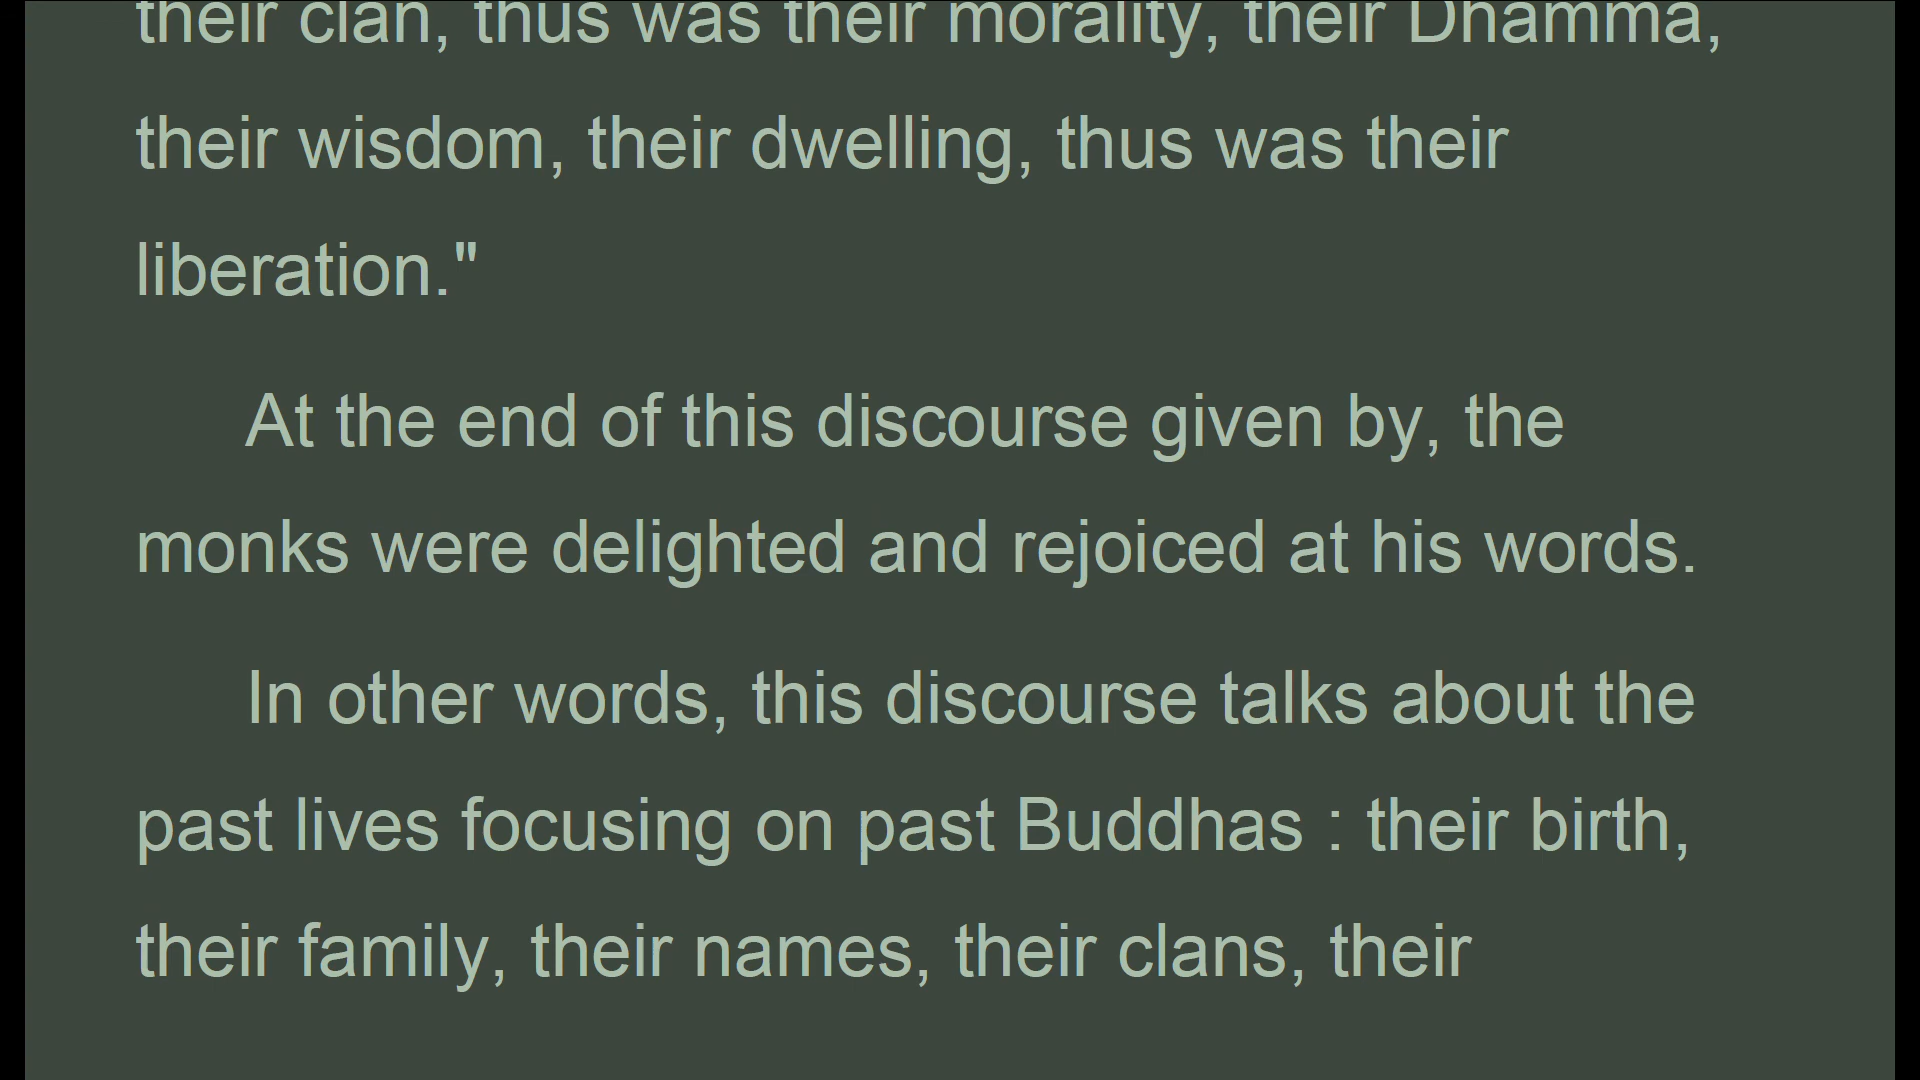 their clan, thus was their morality, their Dhamma,
their wisdom, their dwelling, thus was their
liberation."
At the end of this discourse given by, the
monks were delighted and rejoiced at his words.
In other words, this discourse talks about the
past lives focusing on past Buddhas : their birth,
their family, their names, their clans, their